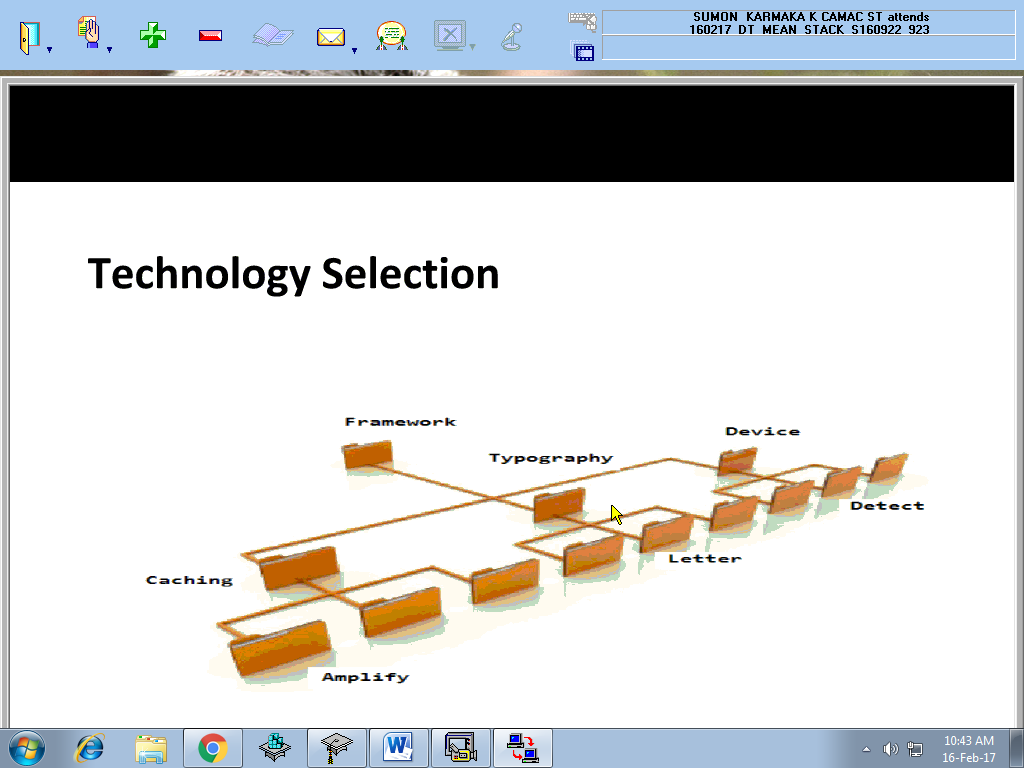 SUMON KARMAKA K CAMAC ST attends
160217 DT MEAN STACK S160922 923
Technology Selection
Framework
Device
Typography
Detect
Letter
Caching
Amplify
10:43 AM
16-Feb-17